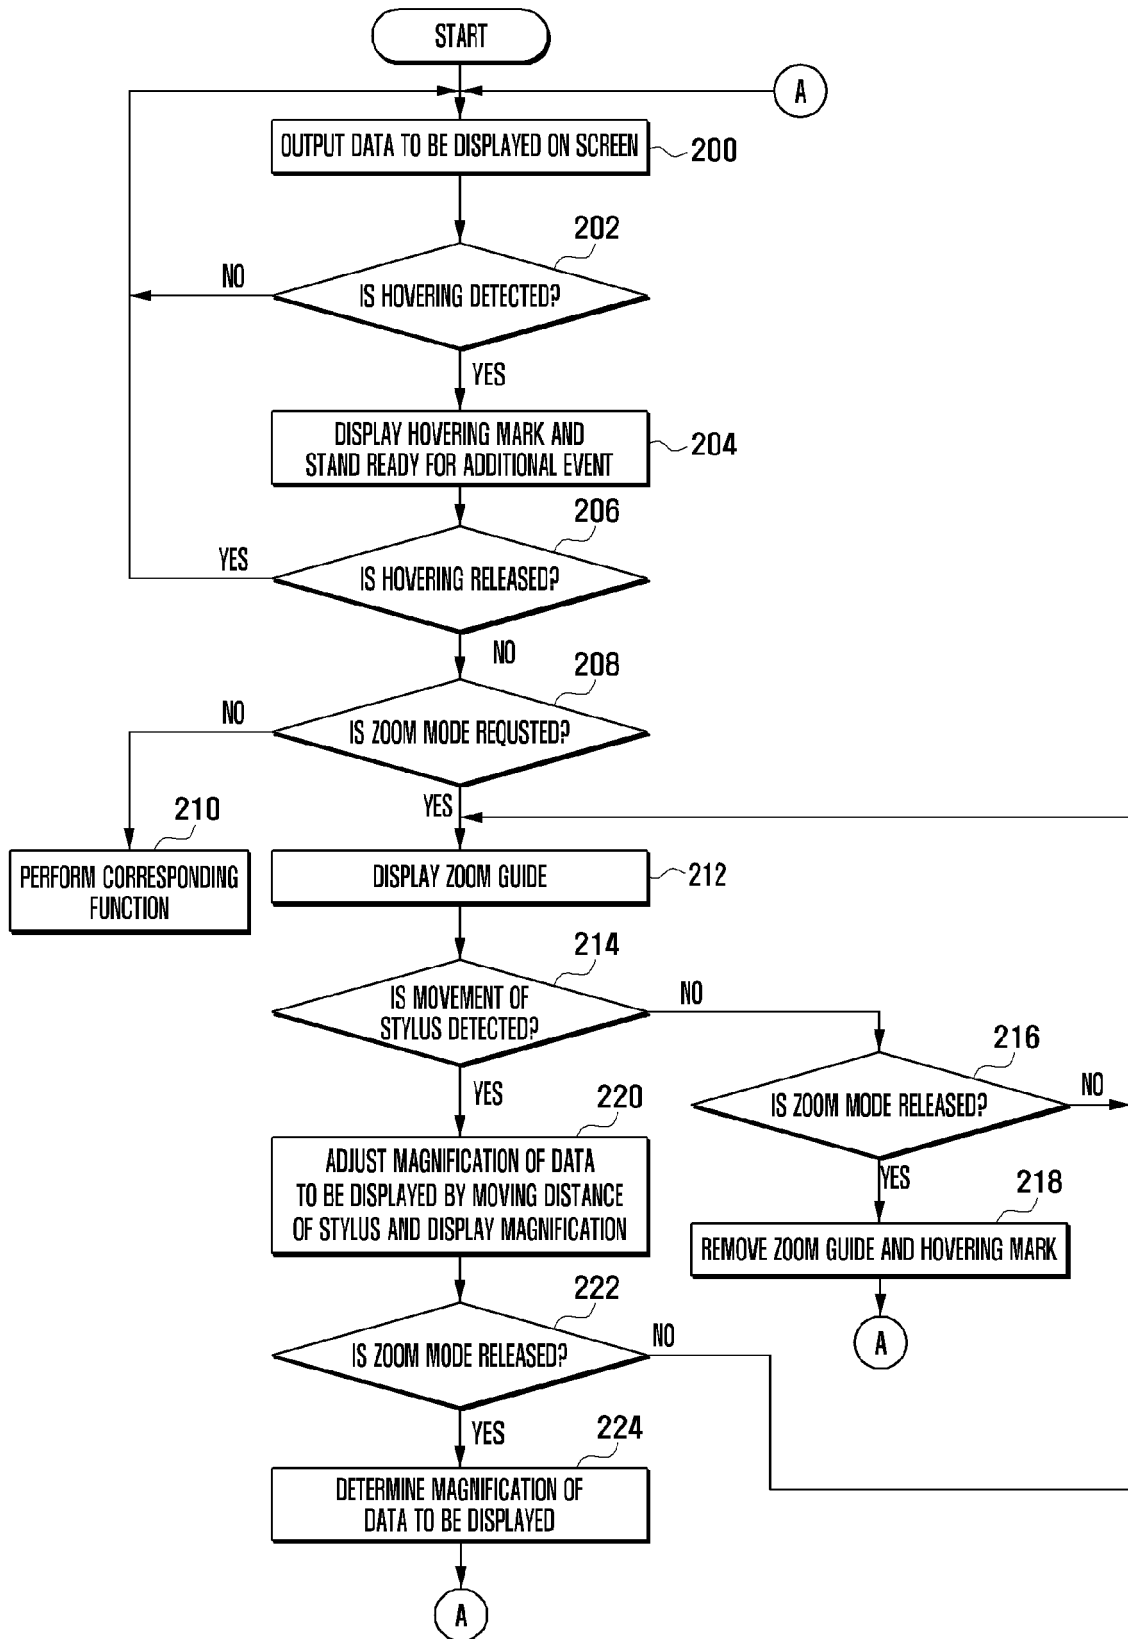 START
A
OUTPUT DATA TO BE DISPLAYED ON SCREEN
200
202
NO
IS HOVERING DETECTED?
YES
DISPLAY HOVERING MARK AND
STAND READY FOR ADDITIONAL EVENT
204
206
YES
IS HOVERING RELEASED?
NO
208
NO
IS ZOOM MODE REQUSTED?
YES
210
PERFORM CORRESPONDING
FUNCTION
DISPLAY ZOOM GUIDE
212
214
IS MOVEMENT OF
STYLUS DETECTED?
NO
216
IS ZOOM MODE RELEASED?
NO
YES
YES
220
ADJUST MAGNIFICATION OF DATA
TO BE DISPLAYED BY MOVING DISTANCE
OF STYLUS AND DISPLAY MAGNIFICATION
218
REMOVE ZOOM GUIDE AND HOVERING MARK
A
222
IS ZOOM MODE RELEASED?
NO
YES
224
DETERMINE MAGNIFICATION OF
DATA TO BE DISPLAYED
A